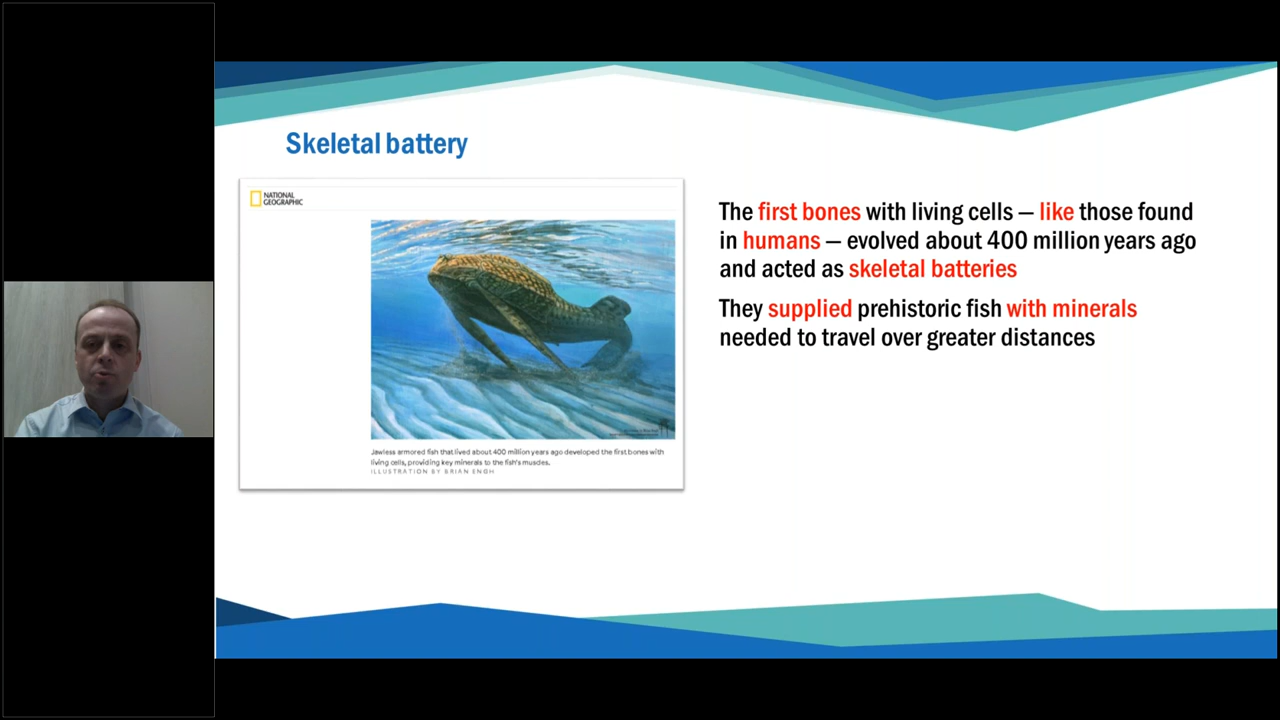 Skeletal battery
NATIONAL
GEOGRAPHIC
Jawless armored fish that lived about 400 million years ago developed the first bones with
living cells, providing key minerals to the fish's muscles.
ILLUSTRATION BY BRIAN ENGH
The first bones with living cells – like those found
in humans – evolved about 400 million years ago
and acted as skeletal batteries
They supplied prehistoric fish with minerals
needed to travel over greater distances